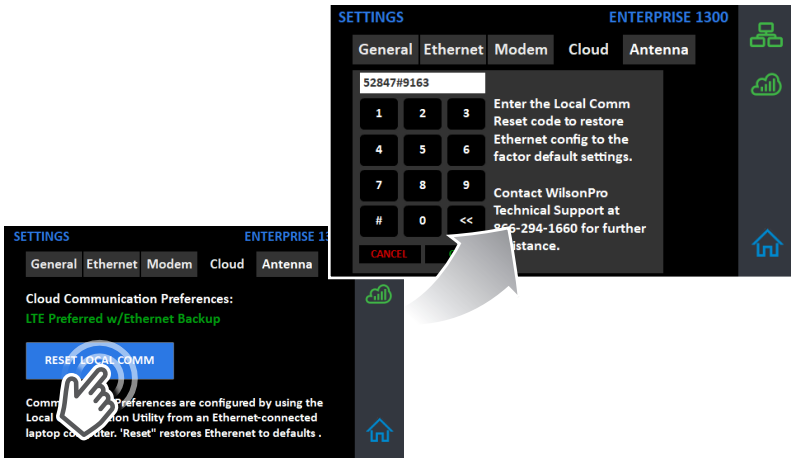 SETTINGS ENTERPRISE 1300
General Ethernet Modem Cloud Antenna
52847#9163
1 2 3
4 5 6
7 8 9
# 0 <<
CANCEL
Enter the Local Comm
Reset code to restore
Ethernet config to the
factor default settings.
Contact WilsonPro
Technical Support at
866-294-1660 for further
SETTINGS ENTERPRISE
General Ethernet Modem Cloud Antenna
Cloud Communication Preferences:
LTE Preferred w/Ethernet Backup
RESET LOCAL COMM
Preferences are configured by using the
Local Utility from an Ethernet-connected
laptop 'Reset" restores Etherenet to defaults .